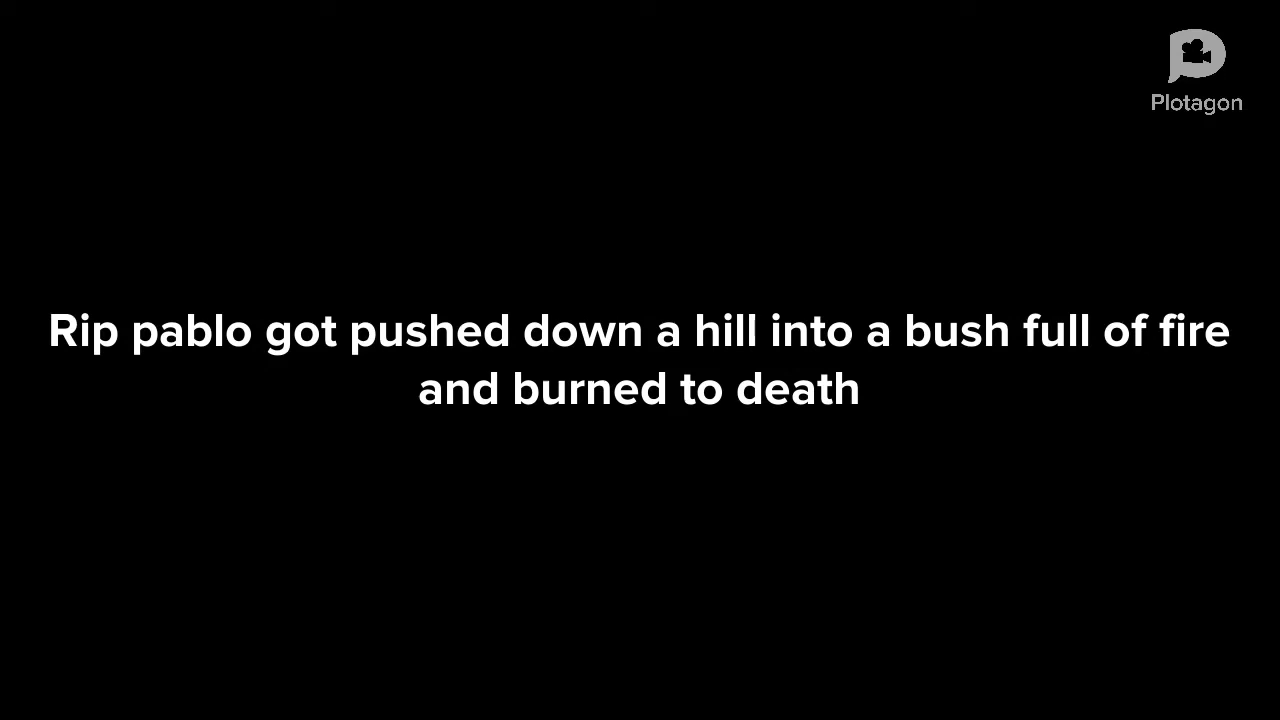 Plotagon
Rip pablo got pushed down a hill into a bush full of fire
and burned to death